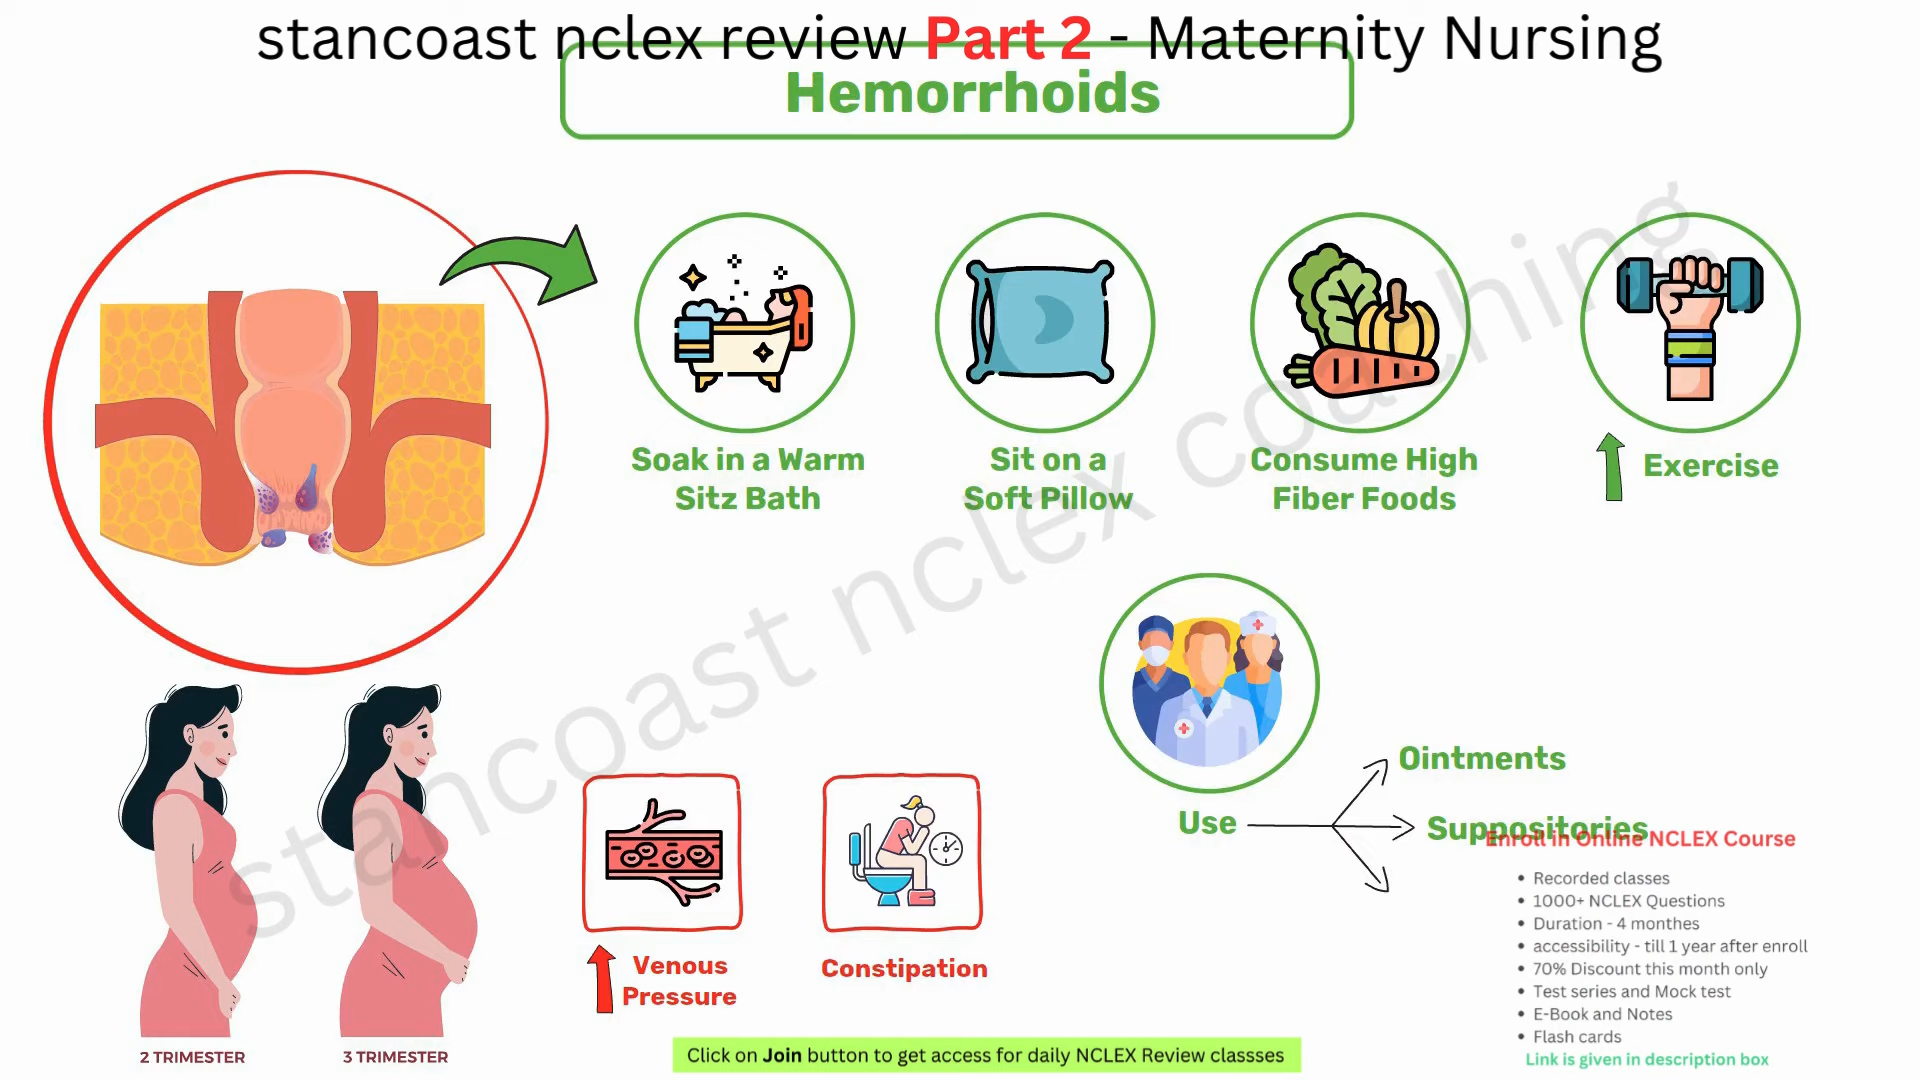 stancoast nclex review Part 2 - Maternity Nursing
Hemorrhoids
Soak in a Warm
Sitz Bath
Sit on a
Soft Pillow
Consume High
Fiber Foods
Exercise
stancoast nclex coaching
Use
Ointments
Suppositories
Venous
Pressure
Constipation
2 TRIMESTER
3 TRIMESTER
Enroll in Online NCLEX Course
• Recorded classes
• 1000+ NCLEX Questions
• Duration - 4 monthes
• accessibility - till 1 year after enroll
• 70% Discount this month only
• Test series and Mock test
• E-Book and Notes
• Flash cards
Link is given in description box
Click on Join button to get access for daily NCLEX Review classses